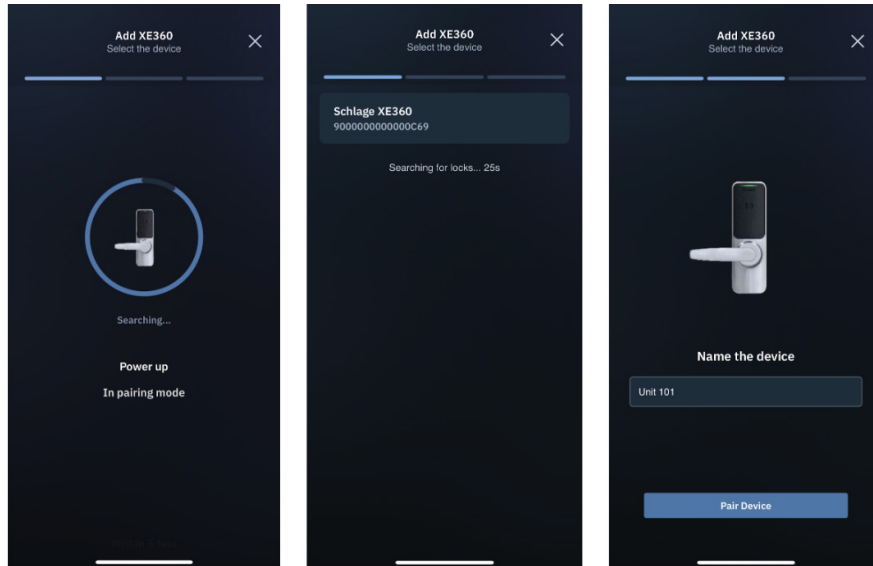 Add XE360
Select the device
Searching...
Power up
In pairing mode
Add XE360
Select the device
Schlage XE360
9000000000000C69
Searching for locks... 25s
Add XE360
Select the device
Name the device
Unit 101
Pair Device